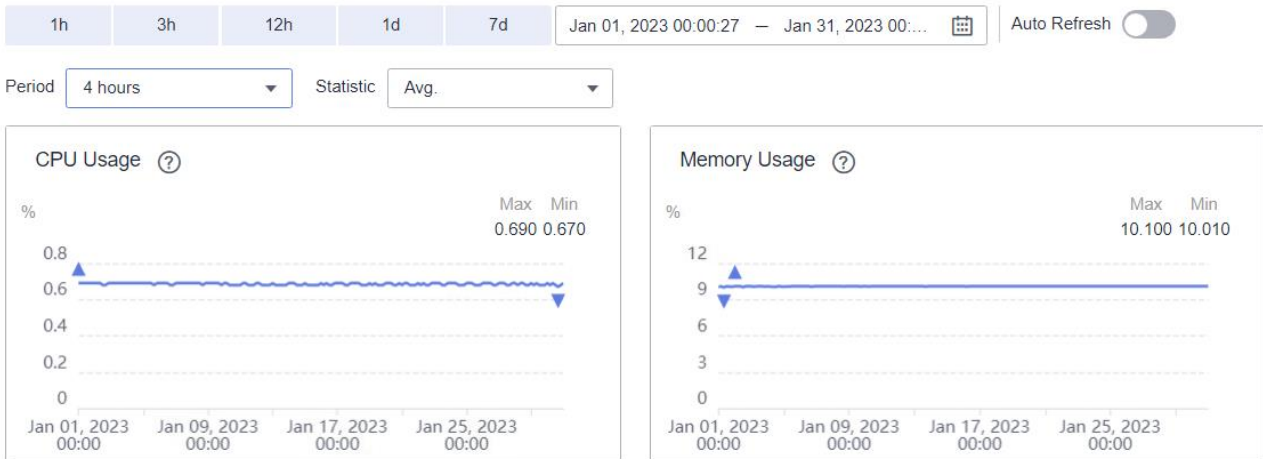 1h 3h 12h 1d 7d Jan 01, 2023 00:00:27 — Jan 31, 2023 00:... Auto Refresh
Period 4 hours Statistic Avg.
CPU Usage ?
%
Max Min
0.690 0.670
0.8
0.6
0.4
0.2
0
Jan 01, 2023 Jan 09, 2023 Jan 17, 2023 Jan 25, 2023
00:00 00:00 00:00 00:00
Memory Usage ?
%
Max Min
10.100 10.010
12
9
6
3
0
Jan 01, 2023 Jan 09, 2023 Jan 17, 2023 Jan 25, 2023
00:00 00:00 00:00 00:00